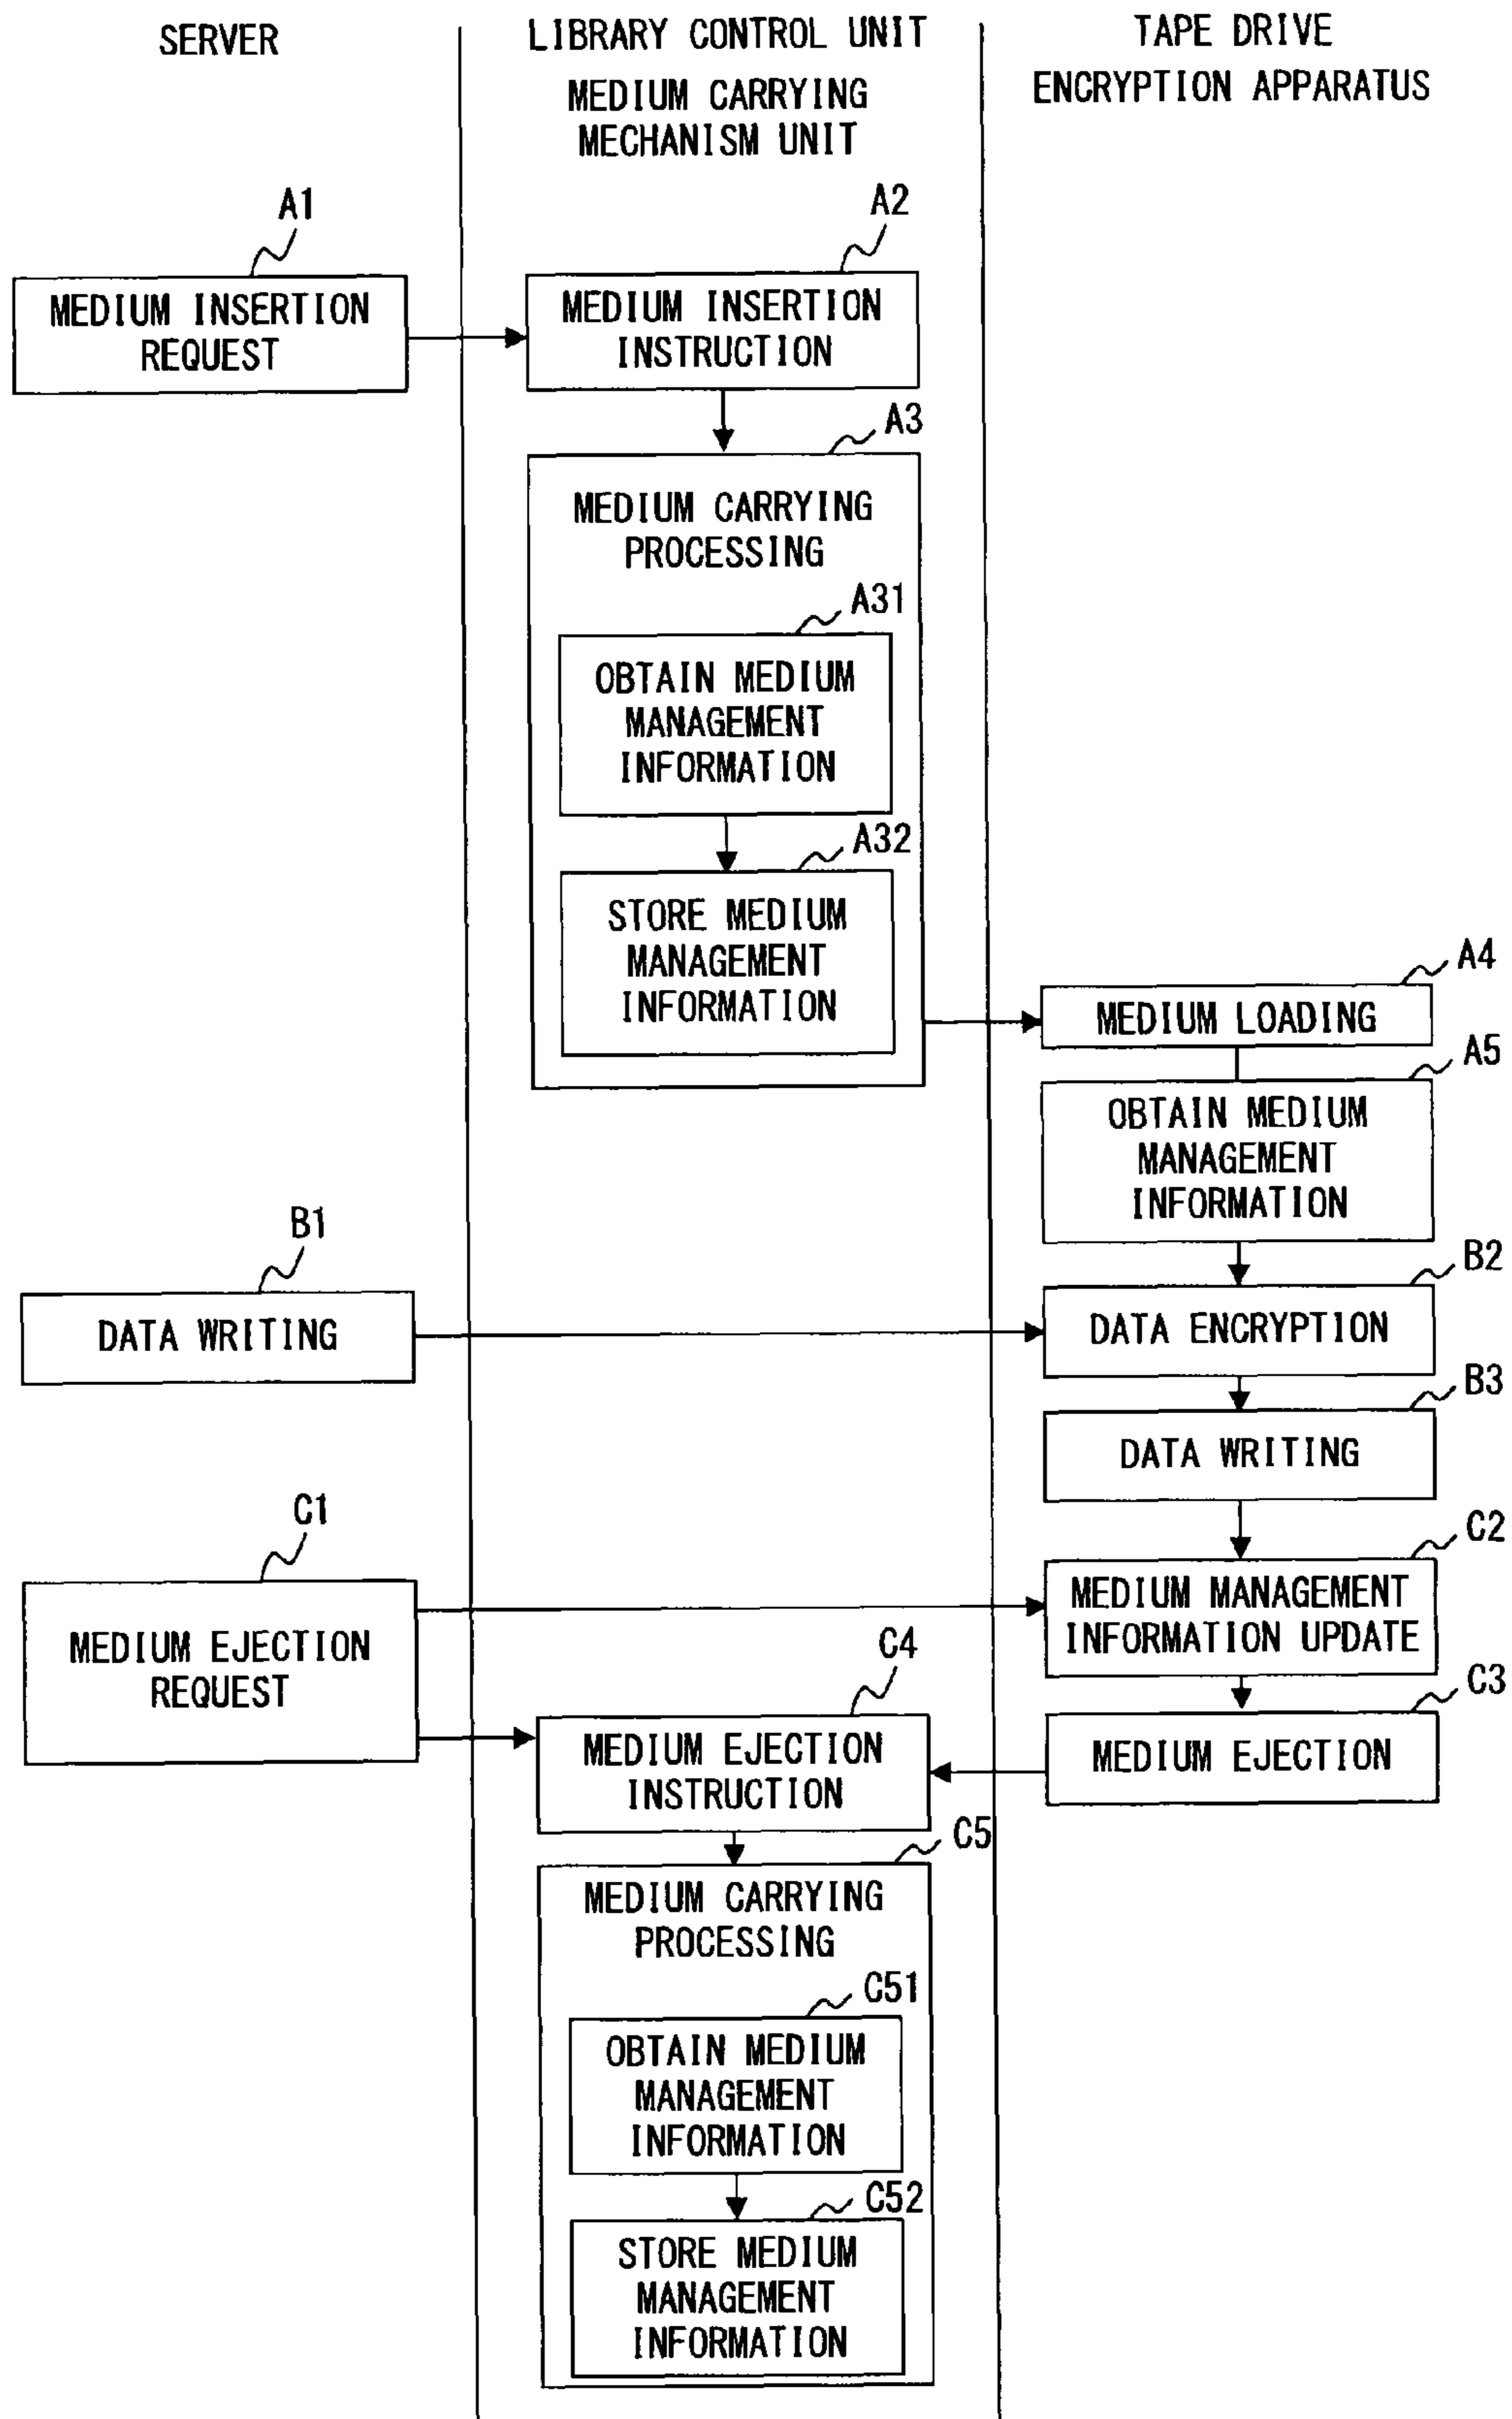 SERVER
LIBRARY CONTROL UNIT
MEDIUM CARRYING
MECHANISM UNIT
TAPE DRIVE
ENCRYPTION APPARATUS
A1
MEDIUM INSERTION
REQUEST
A2
MEDIUM INSERTION
INSTRUCTION
A3
MEDIUM CARRYING
PROCESSING
A31
OBTAIN MEDIUM
MANAGEMENT
INFORMATION
A32
STORE MEDIUM
MANAGEMENT
INFORMATION
A4
MEDIUM LOADING
A5
OBTAIN MEDIUM
MANAGEMENT
INFORMATION
B1
DATA WRITING
B2
DATA ENCRYPTION
B3
DATA WRITING
C1
MEDIUM EJECTION
REQUEST
C2
MEDIUM MANAGEMENT
INFORMATION UPDATE
C3
MEDIUM EJECTION
C4
MEDIUM EJECTION
INSTRUCTION
C5
MEDIUM CARRYING
PROCESSING
C51
OBTAIN MEDIUM
MANAGEMENT
INFORMATION
C52
STORE MEDIUM
MANAGEMENT
INFORMATION